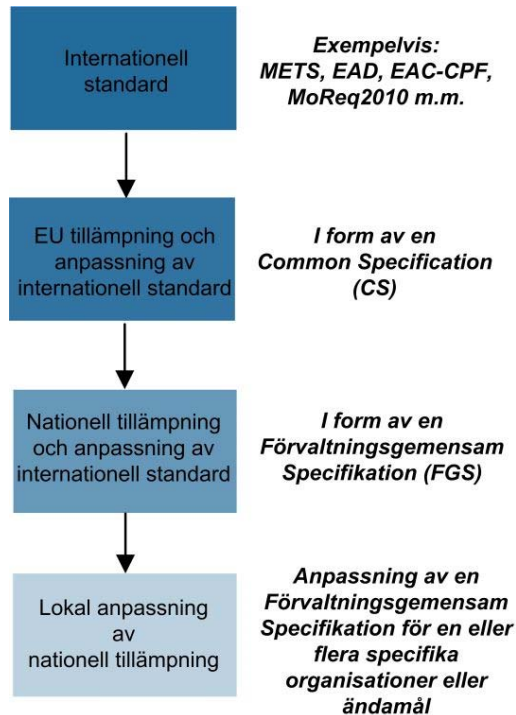 Internationell
standard
Exempelvis:
METS, EAD, EAC-CPF,
MoReq2010 m.m.
EU tillämpning och
anpassning av
internationell standard
I form av en
Common Specification
(CS)
Nationell tillämpning
och anpassning av
internationell standard
I form av en
Förvaltningsgemensam
Specifikation (FGS)
Lokal anpassning
av
nationell tillämpning
Anpassning av en
Förvaltningsgemensam
Specifikation för en eller
flera specifika
organisationer eller
ändamål